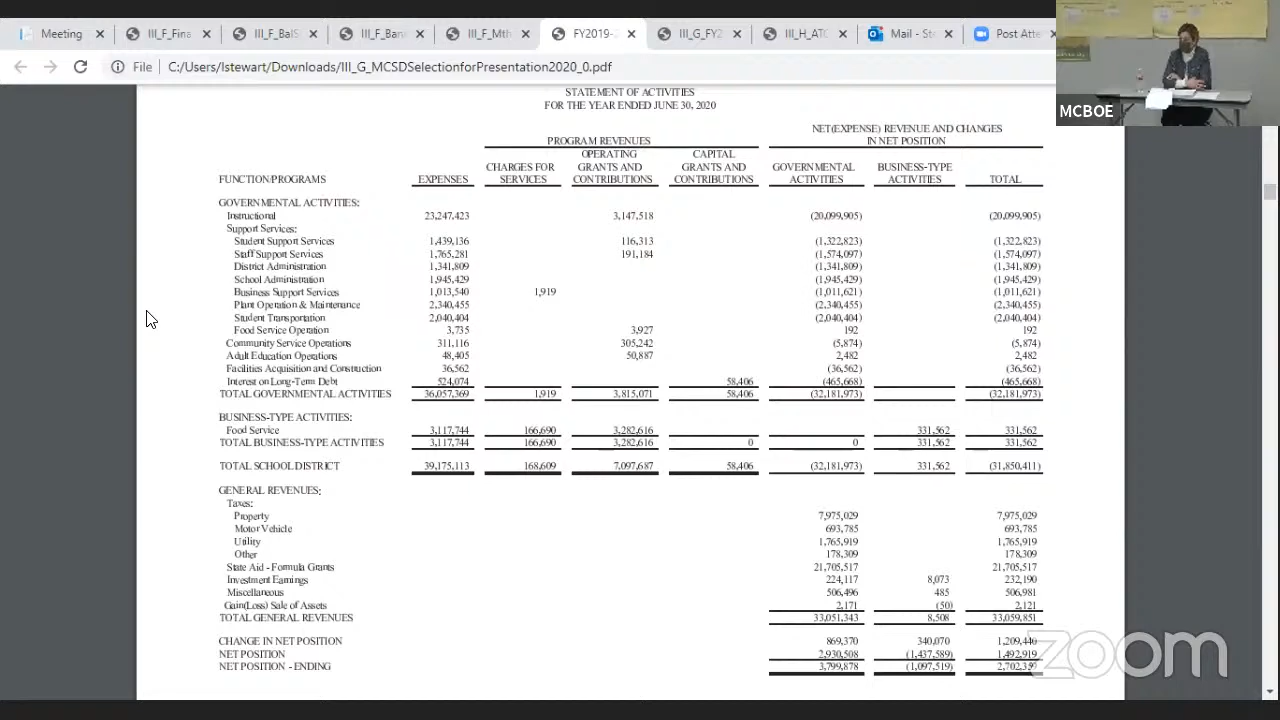 Meeting × III_F_Fina × III_F_BalS × III_F_Ban × III_F_Mth × FY2019-2 × III_G_FY2 × III_H_ATC × Mail - Ste × Post Atte
File C:/Users/lstewart/Downloads/III_G_MCSDSelectionforPresentation2020_0.pdf
MCBOE
STATEMENT OF ACTIVITIES
FOR THE YEAR ENDED JUNE 30, 2020
NET(EXPENSE) REVENUE AND CHANGES
PROGRAM REVENUES IN NET POSITION
OPERATING CAPITAL
CHARGES FOR GRANTS AND GRANTS AND GOVERNMENTAL BUSINESS-TYPE
FUNCTION/PROGRAMS EXPENSES SERVICES CONTRIBUTIONS CONTRIBUTIONS ACTIVITIES ACTIVITIES TOTAL
GOVERNMENTAL ACTIVITIES:
Instructional 23,247,423 3,147,518 (20,099,905) (20,099,905)
Support Services:
Student Support Services 1,439,136 116,313 (1,322,823) (1,322,823)
Staff Support Services 1,765,281 191,184 (1,574,097) (1,574,097)
District Administration 1,341,809 (1,341,809) (1,341,809)
School Administration 1,945,429 (1,945,429) (1,945,429)
Business Support Services 1,013,540 1,919 (1,011,621) (1,011,621)
Plant Operation & Maintenance 2,340,455 (2,340,455) (2,340,455)
Student Transportation 2,040,404 (2,040,404) (2,040,404)
Food Service Operation 3,735 3,927 192 192
Community Service Operations 311,116 305,242 (5,874) (5,874)
Adult Education Operations 48,405 50,887 2,482 2,482
Facilities Acquisition and Construction 36,562 (36,562) (36,562)
Interest on Long-Term Debt 524,074 58,406 (465,668) (465,668)
TOTAL GOVERNMENTAL ACTIVITIES 36,057,369 1,919 3,815,071 58,406 (32,181,973) (32,181,973)
BUSINESS-TYPE ACTIVITIES:
Food Service 3,117,744 166,690 3,282,616 331,562 331,562
TOTAL BUSINESS-TYPE ACTIVITIES 3,117,744 166,690 3,282,616 0 0 331,562 331,562
TOTAL SCHOOL DISTRICT 39,175,113 168,609 7,097,687 58,406 (32,181,973) 331,562 (31,850,411)
GENERAL REVENUES:
Taxes:
Property 7,975,029 7,975,029
Motor Vehicle 693,785 693,785
Utility 1,765,919 1,765,919
Other 178,309 178,309
State Aid - Formula Grants 21,705,517 21,705,517
Investment Earnings 224,117 8,073 232,190
Miscellaneous 506,496 485 506,981
Gain(Loss) Sale of Assets 2,171 (50) 2,121
TOTAL GENERAL REVENUES 33,051,343 8,508 33,059,851
CHANGE IN NET POSITION 869,370 340,070 1,209,440
NET POSITION 2,930,508 (1,437,589) 1,492,919
NET POSITION - ENDING 3,799,878 (1,097,519) 2,702,359
zoom